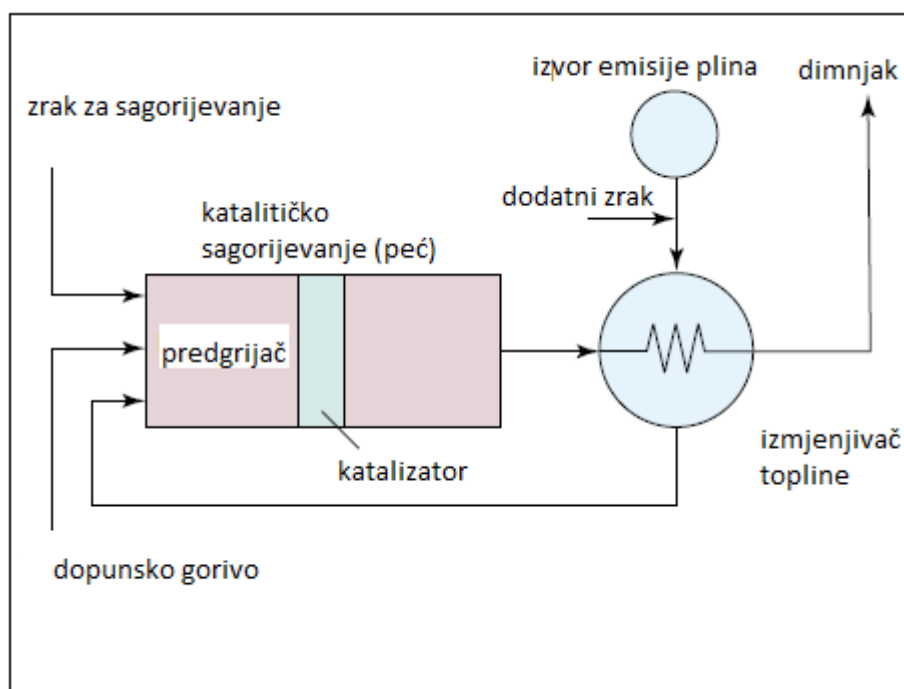 izvor emisije plina
dimnjak
zrak za sagorijevanje
dodatni zrak
katalitičko
sagorijevanje (peć)
predgrijač
katalizator
izmjenjivač
topline
dopunsko gorivo